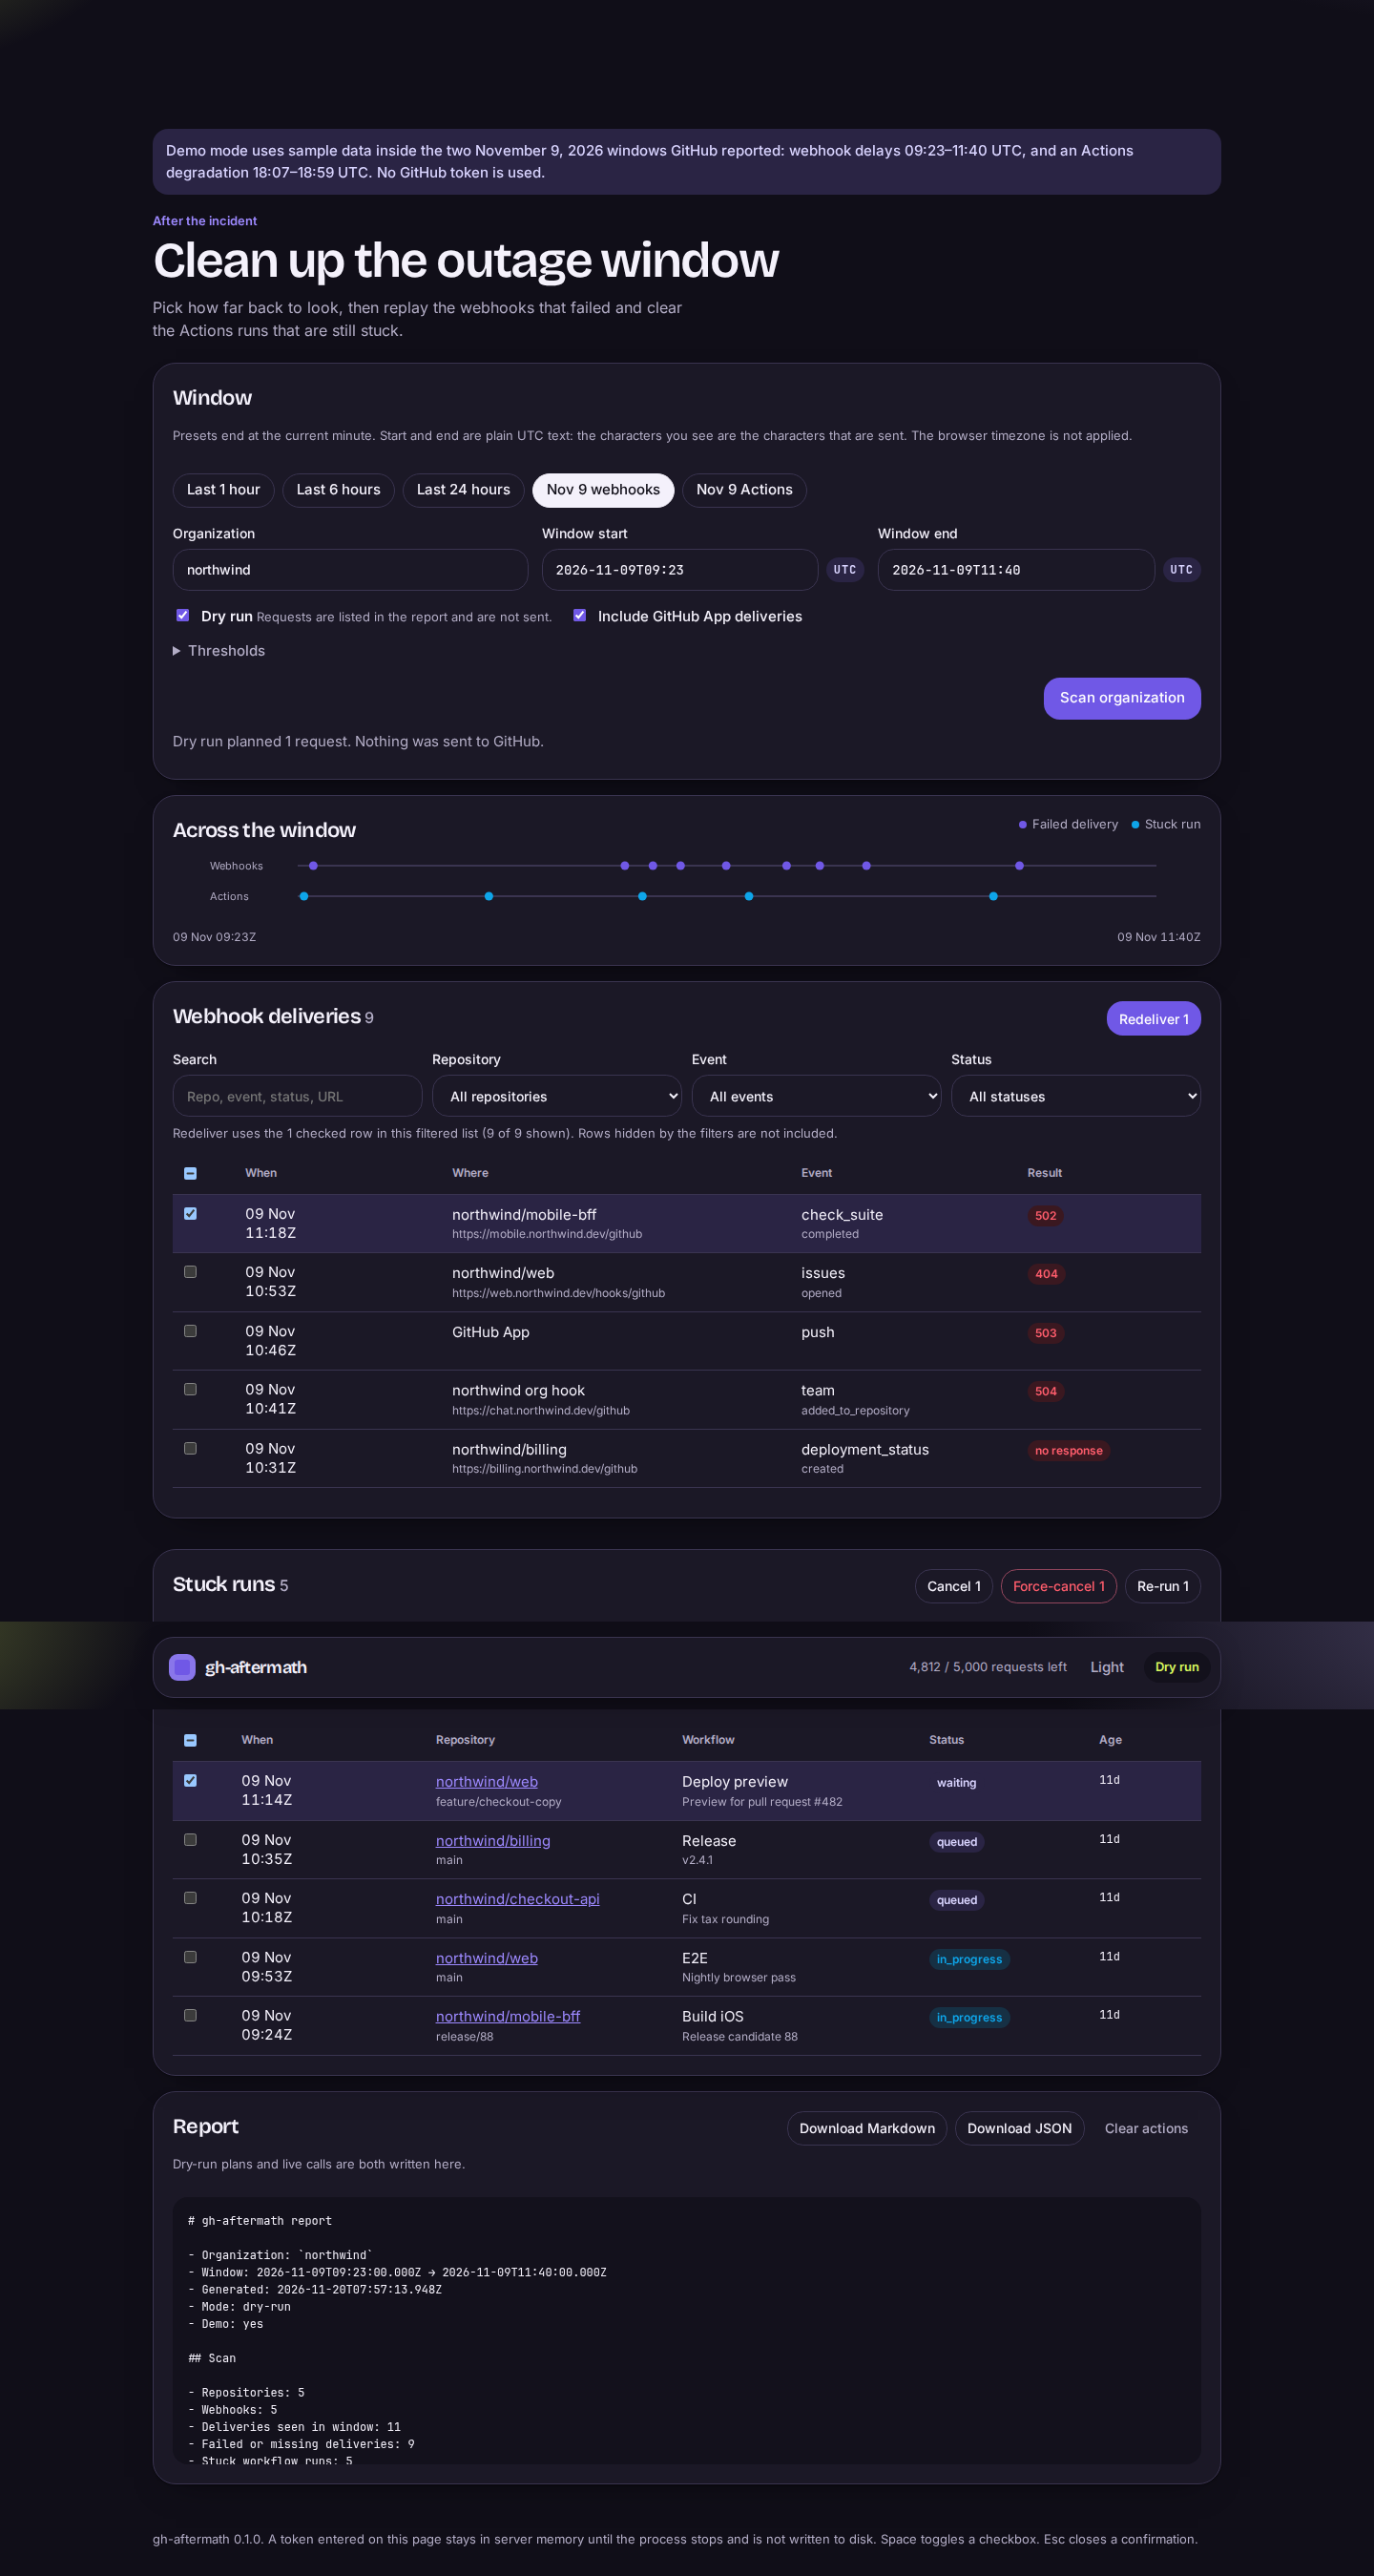 Demo mode uses sample data inside the two November 9, 2026 windows GitHub reported: webhook delays 09:23–11:40 UTC, and an Actions
degradation 18:07–18:59 UTC. No GitHub token is used.
After the incident
Clean up the outage window
Pick how far back to look, then replay the webhooks that failed and clear
the Actions runs that are still stuck.
Window
Presets end at the current minute. Start and end are plain UTC text: the characters you see are the characters that are sent. The browser timezone is not applied.
Last 1 hour Last 6 hours Last 24 hours Nov 9 webhooks Nov 9 Actions
Organization Window start Window end
northwind 2026-11-09T09:23 UTC 2026-11-09T11:40 UTC
Dry run Requests are listed in the report and are not sent. Include GitHub App deliveries
Thresholds
Scan organization
Dry run planned 1 request. Nothing was sent to GitHub.
Across the window Failed delivery Stuck run
Webhooks
Actions
09 Nov 09:23Z 09 Nov 11:40Z
Webhook deliveries 9 Redeliver 1
Search Repository Event Status
Repo, event, status, URL All repositories All events All statuses
Redeliver uses the 1 checked row in this filtered list (9 of 9 shown). Rows hidden by the filters are not included.
When Where Event Result
09 Nov northwind/mobile-bff check_suite 502
11:18Z https://mobile.northwind.dev/github completed
09 Nov northwind/web issues 404
10:53Z https://web.northwind.dev/hooks/github opened
09 Nov GitHub App push 503
10:46Z
09 Nov northwind org hook team 504
10:41Z https://chat.northwind.dev/github added_to_repository
09 Nov northwind/billing deployment_status no response
10:31Z https://billing.northwind.dev/github created
Stuck runs 5 Cancel 1 Force-cancel 1 Re-run 1
gh-aftermath 4,812 / 5,000 requests left Light Dry run
When Repository Workflow Status Age
09 Nov northwind/web Deploy preview waiting 11d
11:14Z feature/checkout-copy Preview for pull request #482
09 Nov northwind/billing Release queued 11d
10:35Z main v2.4.1
09 Nov northwind/checkout-api CI queued 11d
10:18Z main Fix tax rounding
09 Nov northwind/web E2E in_progress 11d
09:53Z main Nightly browser pass
09 Nov northwind/mobile-bff Build iOS in_progress 11d
09:24Z release/88 Release candidate 88
Report Download Markdown Download JSON Clear actions
Dry-run plans and live calls are both written here.
# gh-aftermath report
- Organization: `northwind`
- Window: 2026-11-09T09:23:00.000Z → 2026-11-09T11:40:00.000Z
- Generated: 2026-11-20T07:57:13.948Z
- Mode: dry-run
- Demo: yes
## Scan
- Repositories: 5
- Webhooks: 5
- Deliveries seen in window: 11
- Failed or missing deliveries: 9
- Stuck workflow runs: 5
gh-aftermath 0.1.0. A token entered on this page stays in server memory until the process stops and is not written to disk. Space toggles a checkbox. Esc closes a confirmation.